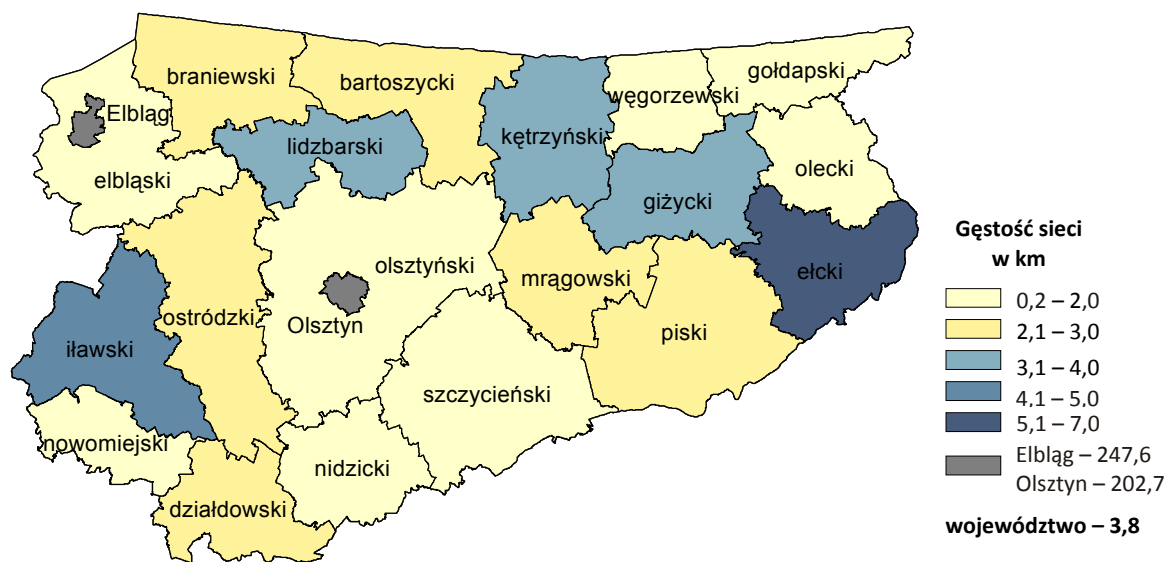 braniewski
bartoszycki
gołdapski
węgorzewski
Elbląg
lidzbarski
kętrzyński
elbląski
olecki
giżycki
olsztyński
mrągowski
ełcki
ostródzki
Olsztyn
piski
iławski
szczycieński
nowomiejski
nidzicki
działdowski
Gęstość sieci
w km
0,2 – 2,0
2,1 – 3,0
3,1 – 4,0
4,1 – 5,0
5,1 – 7,0
Elbląg – 247,6
Olsztyn – 202,7
województwo – 3,8